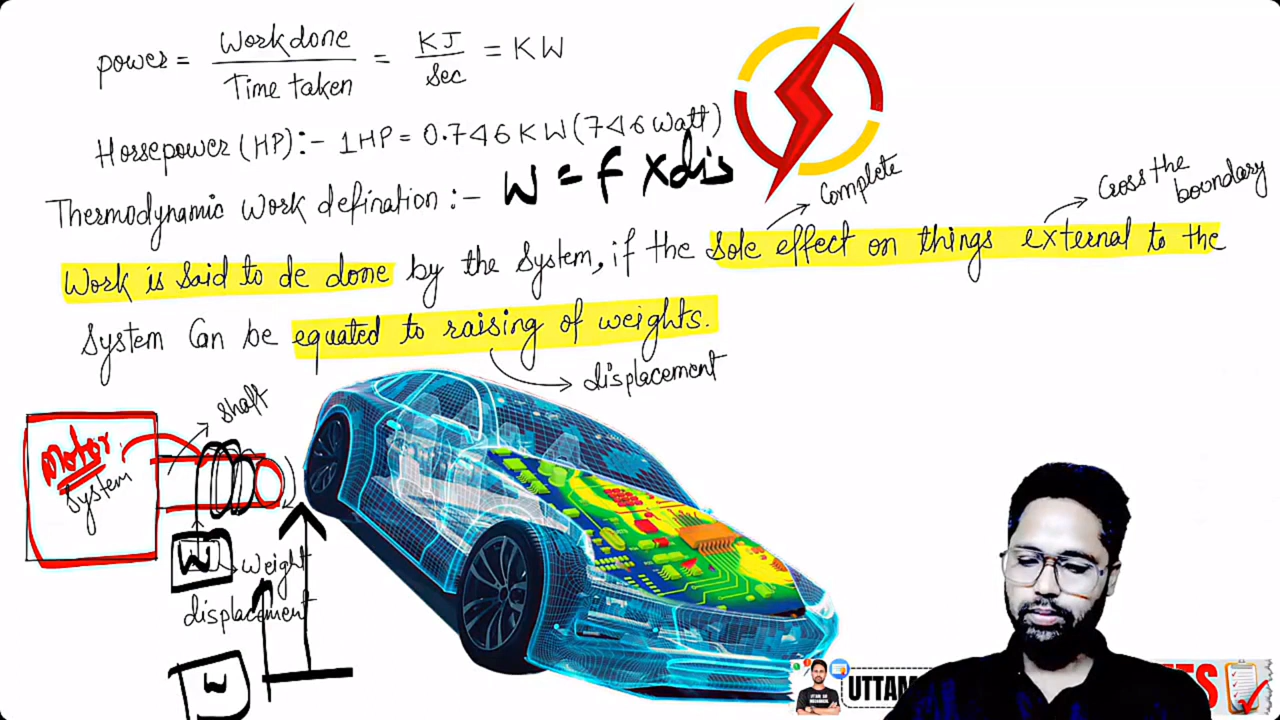 power = Workdone / Time taken = KJ / Sec = KW
Horsepower (HP):- 1HP = 0.746 KW (746 Watt)
W = F x dis
Complete
Cross the boundary
Thermodynamic Work defination :-
Work is Said to de done by the System, if the Sole effect on things external to the
System Can be equated to raising of weights.
displacement
shaft
Motor
System
W
weight
displacement
W
UTTAM